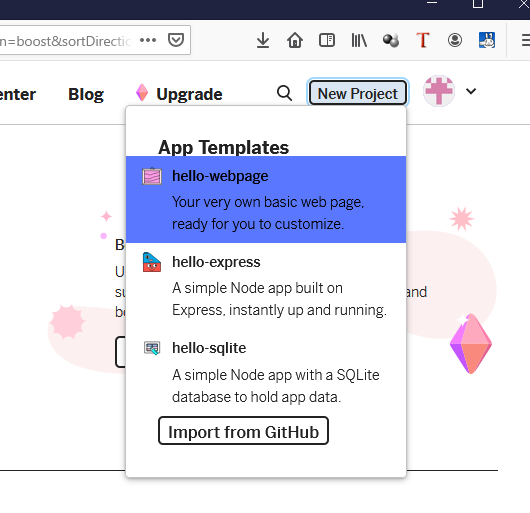 n=boost&sortDirectio
enter Blog Upgrade New Project
App Templates
hello-webpage
Your very own basic web page,
ready for you to customize.
hello-express
A simple Node app built on
Express, instantly up and running.
and
hello-sqlite
A simple Node app with a SQLite
database to hold app data.
Import from GitHub